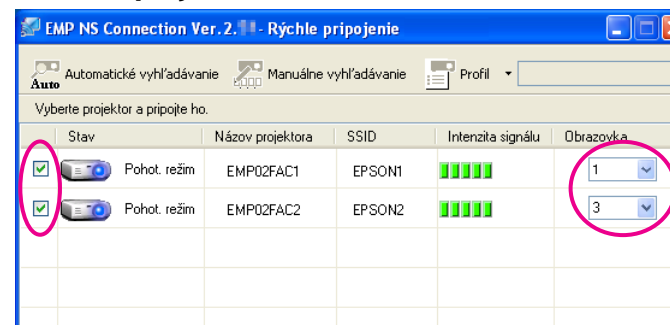 EMP NS Connection Ver.2. - Rýchle pripojenie
Auto Automatické vyhľadávanie Manuálne vyhľadávanie Profil
Vyberte projektor a pripojte ho.
Stav Názov projektora SSID Intenzita signálu Obrazovka
Pohot. režim EMP02FAC1 EPSON1 1
Pohot. režim EMP02FAC2 EPSON2 3